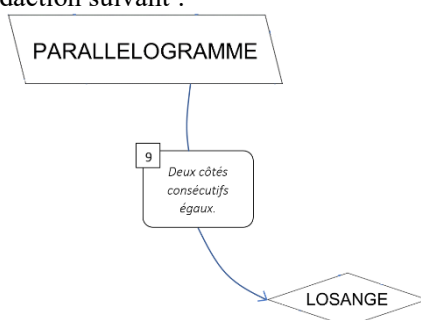 daction suivant :
PARALLELOGRAMME
9
Deux côtés
consécutifs
égaux.
LOSANGE